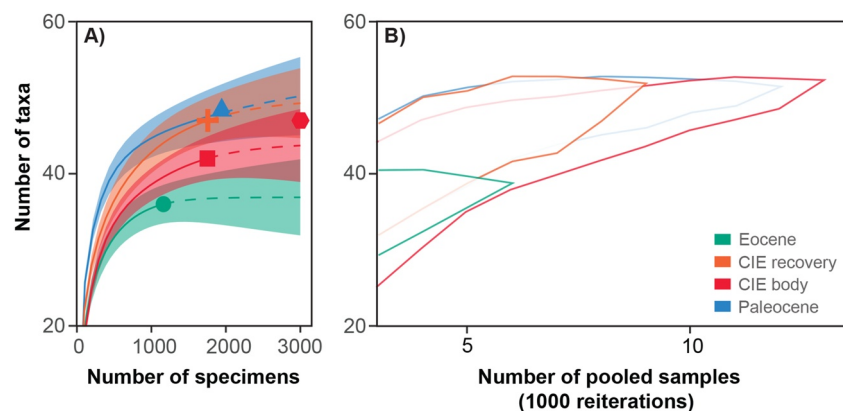 A)
B)
60
40
20
Number of taxa
0
1000
2000
3000
Number of specimens
60
40
20
5
10
Number of pooled samples
(1000 reiterations)
Eocene
CIE recovery
CIE body
Paleocene